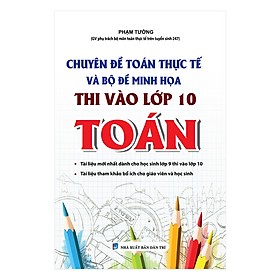 PHẠM TƯỜNG
(GV phụ trách bộ môn toán thực tế trên tuyensinh 247)
CHUYÊN ĐỀ TOÁN THỰC TẾ
VÀ BỘ ĐỀ MINH HỌA
THI VÀO LỚP 10
TOÁN
• Tài liệu mới nhất dành cho học sinh lớp 9 thi vào lớp 10
• Tài liệu tham khảo bổ ích cho giáo viên và học sinh
NHÀ XUẤT BẢN DÂN TRÍ